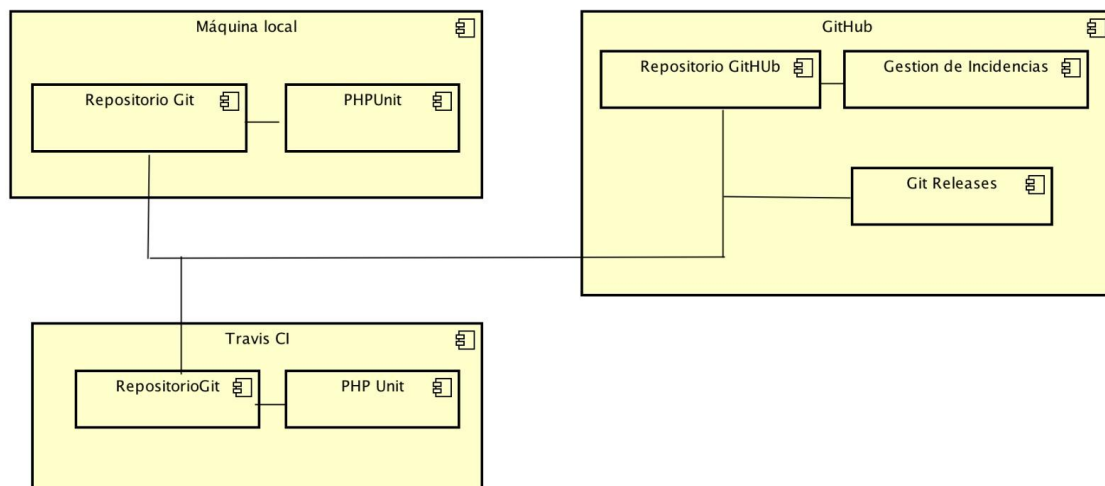 Máquina local
Repositorio Git
PHPUnit
GitHub
Repositorio GitHUb
Gestion de Incidencias
Git Releases
Travis CI
RepositorioGit
PHP Unit